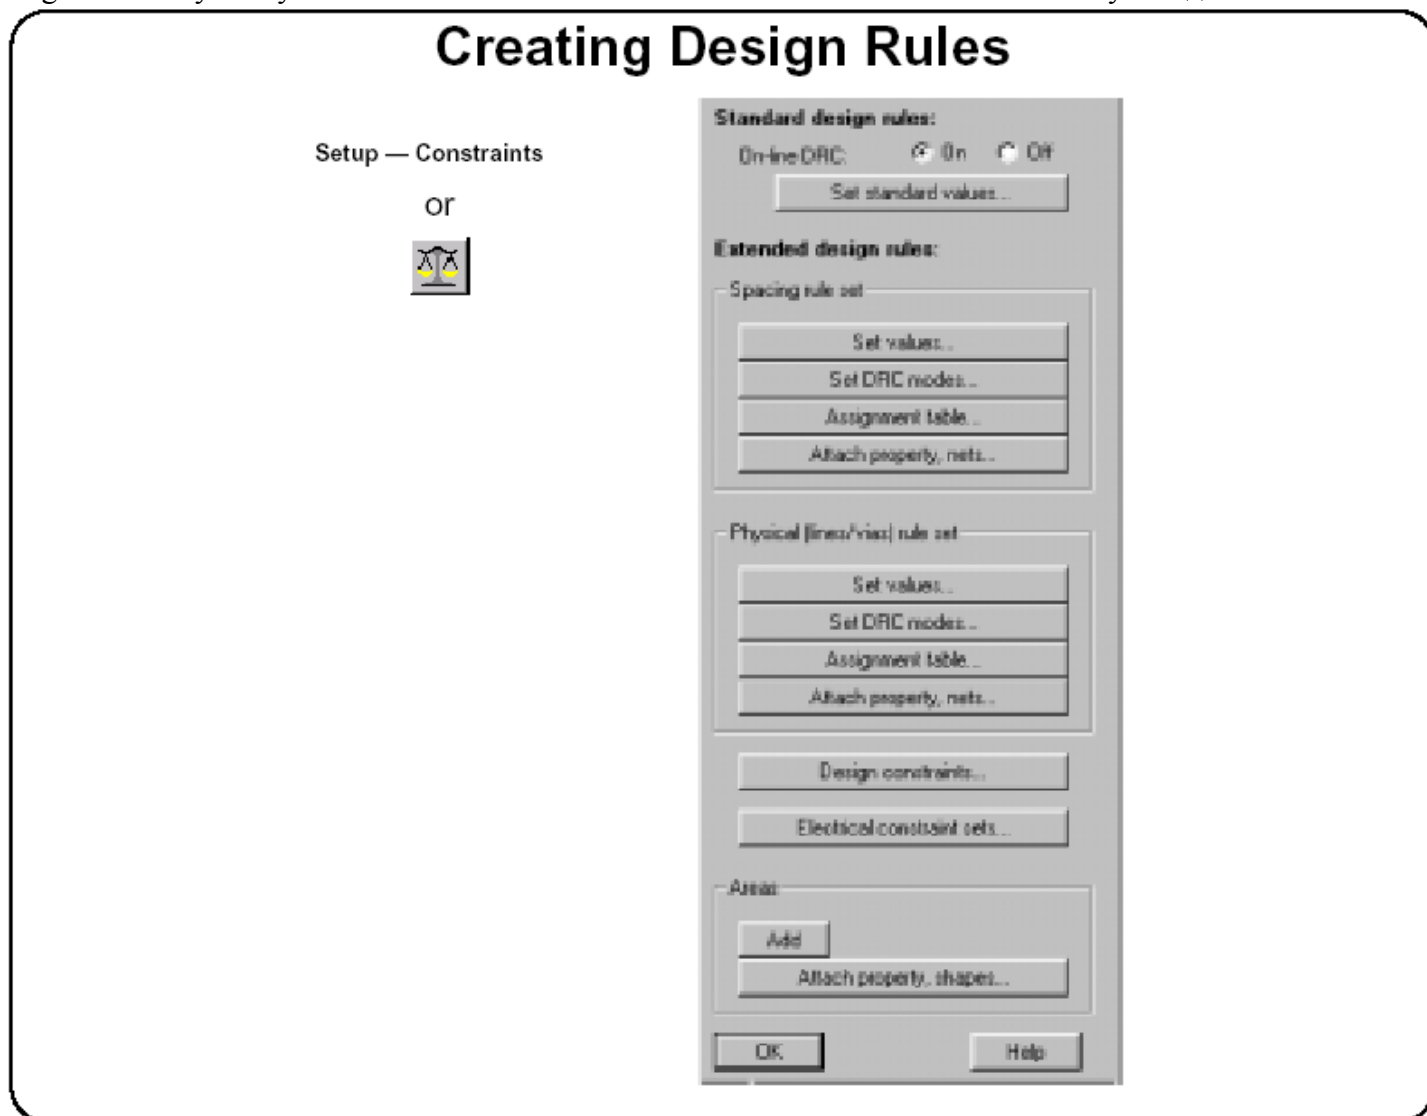 Creating Design Rules
Setup — Constraints
or
Standard design rules:
On-line DRC: On Off
Set standard values...
Extended design rules:
Spacing rule set
Set values...
Set DRC modes...
Assignment table...
Attach property, nets...
Physical (lines/vias) rule set
Set values...
Set DRC modes...
Assignment table...
Attach property, nets...
Design constraints...
Electrical constraint sets...
Areas
Add
Attach property, shapes...
OK Help